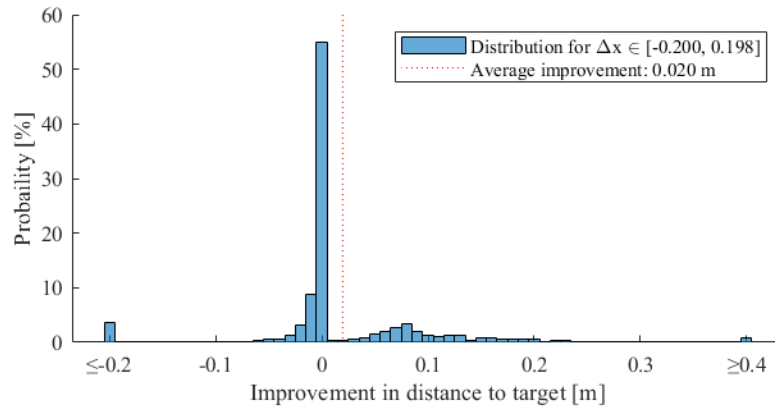 60
50
40
30
20
10
0
Probaility [%]
Distribution for Δx ∈ [-0.200, 0.198]
Average improvement: 0.020 m
≤-0.2 -0.1 0 0.1 0.2 0.3 ≥0.4
Improvement in distance to target [m]